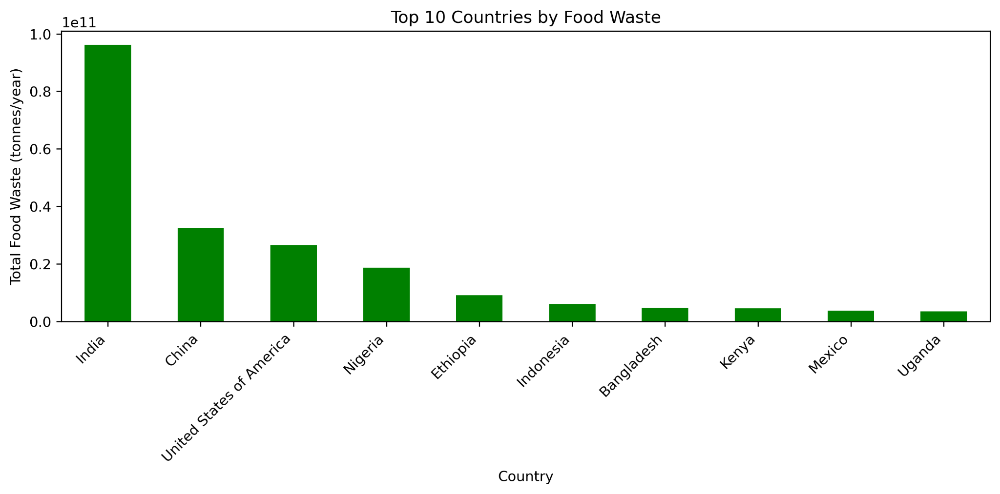 Top 10 Countries by Food Waste
1e11
1.0
0.8
0.6
0.4
0.2
0.0
Total Food Waste (tonnes/year)
India
China
United States of America
Nigeria
Ethiopia
Indonesia
Bangladesh
Kenya
Mexico
Uganda
Country